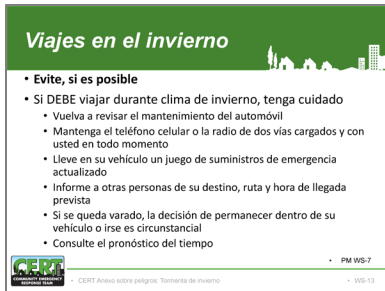 Viajes en el invierno
• Evite, si es posible
• Si DEBE viajar durante clima de invierno, tenga cuidado
• Vuelva a revisar el mantenimiento del automóvil
• Mantenga el teléfono celular o la radio de dos vías cargados y con
usted en todo momento
• Lleve en su vehículo un juego de suministros de emergencia
actualizado
• Informe a otras personas de su destino, ruta y hora de llegada
prevista
• Si se queda varado, la decisión de permanecer dentro de su
vehículo o irse es circunstancial
• Consulte el pronóstico del tiempo
• PM WS-7
CERT
COMMUNITY EMERGENCY
RESPONSE TEAM
• CERT Anexo sobre peligros: Tormenta de invierno
• WS-13